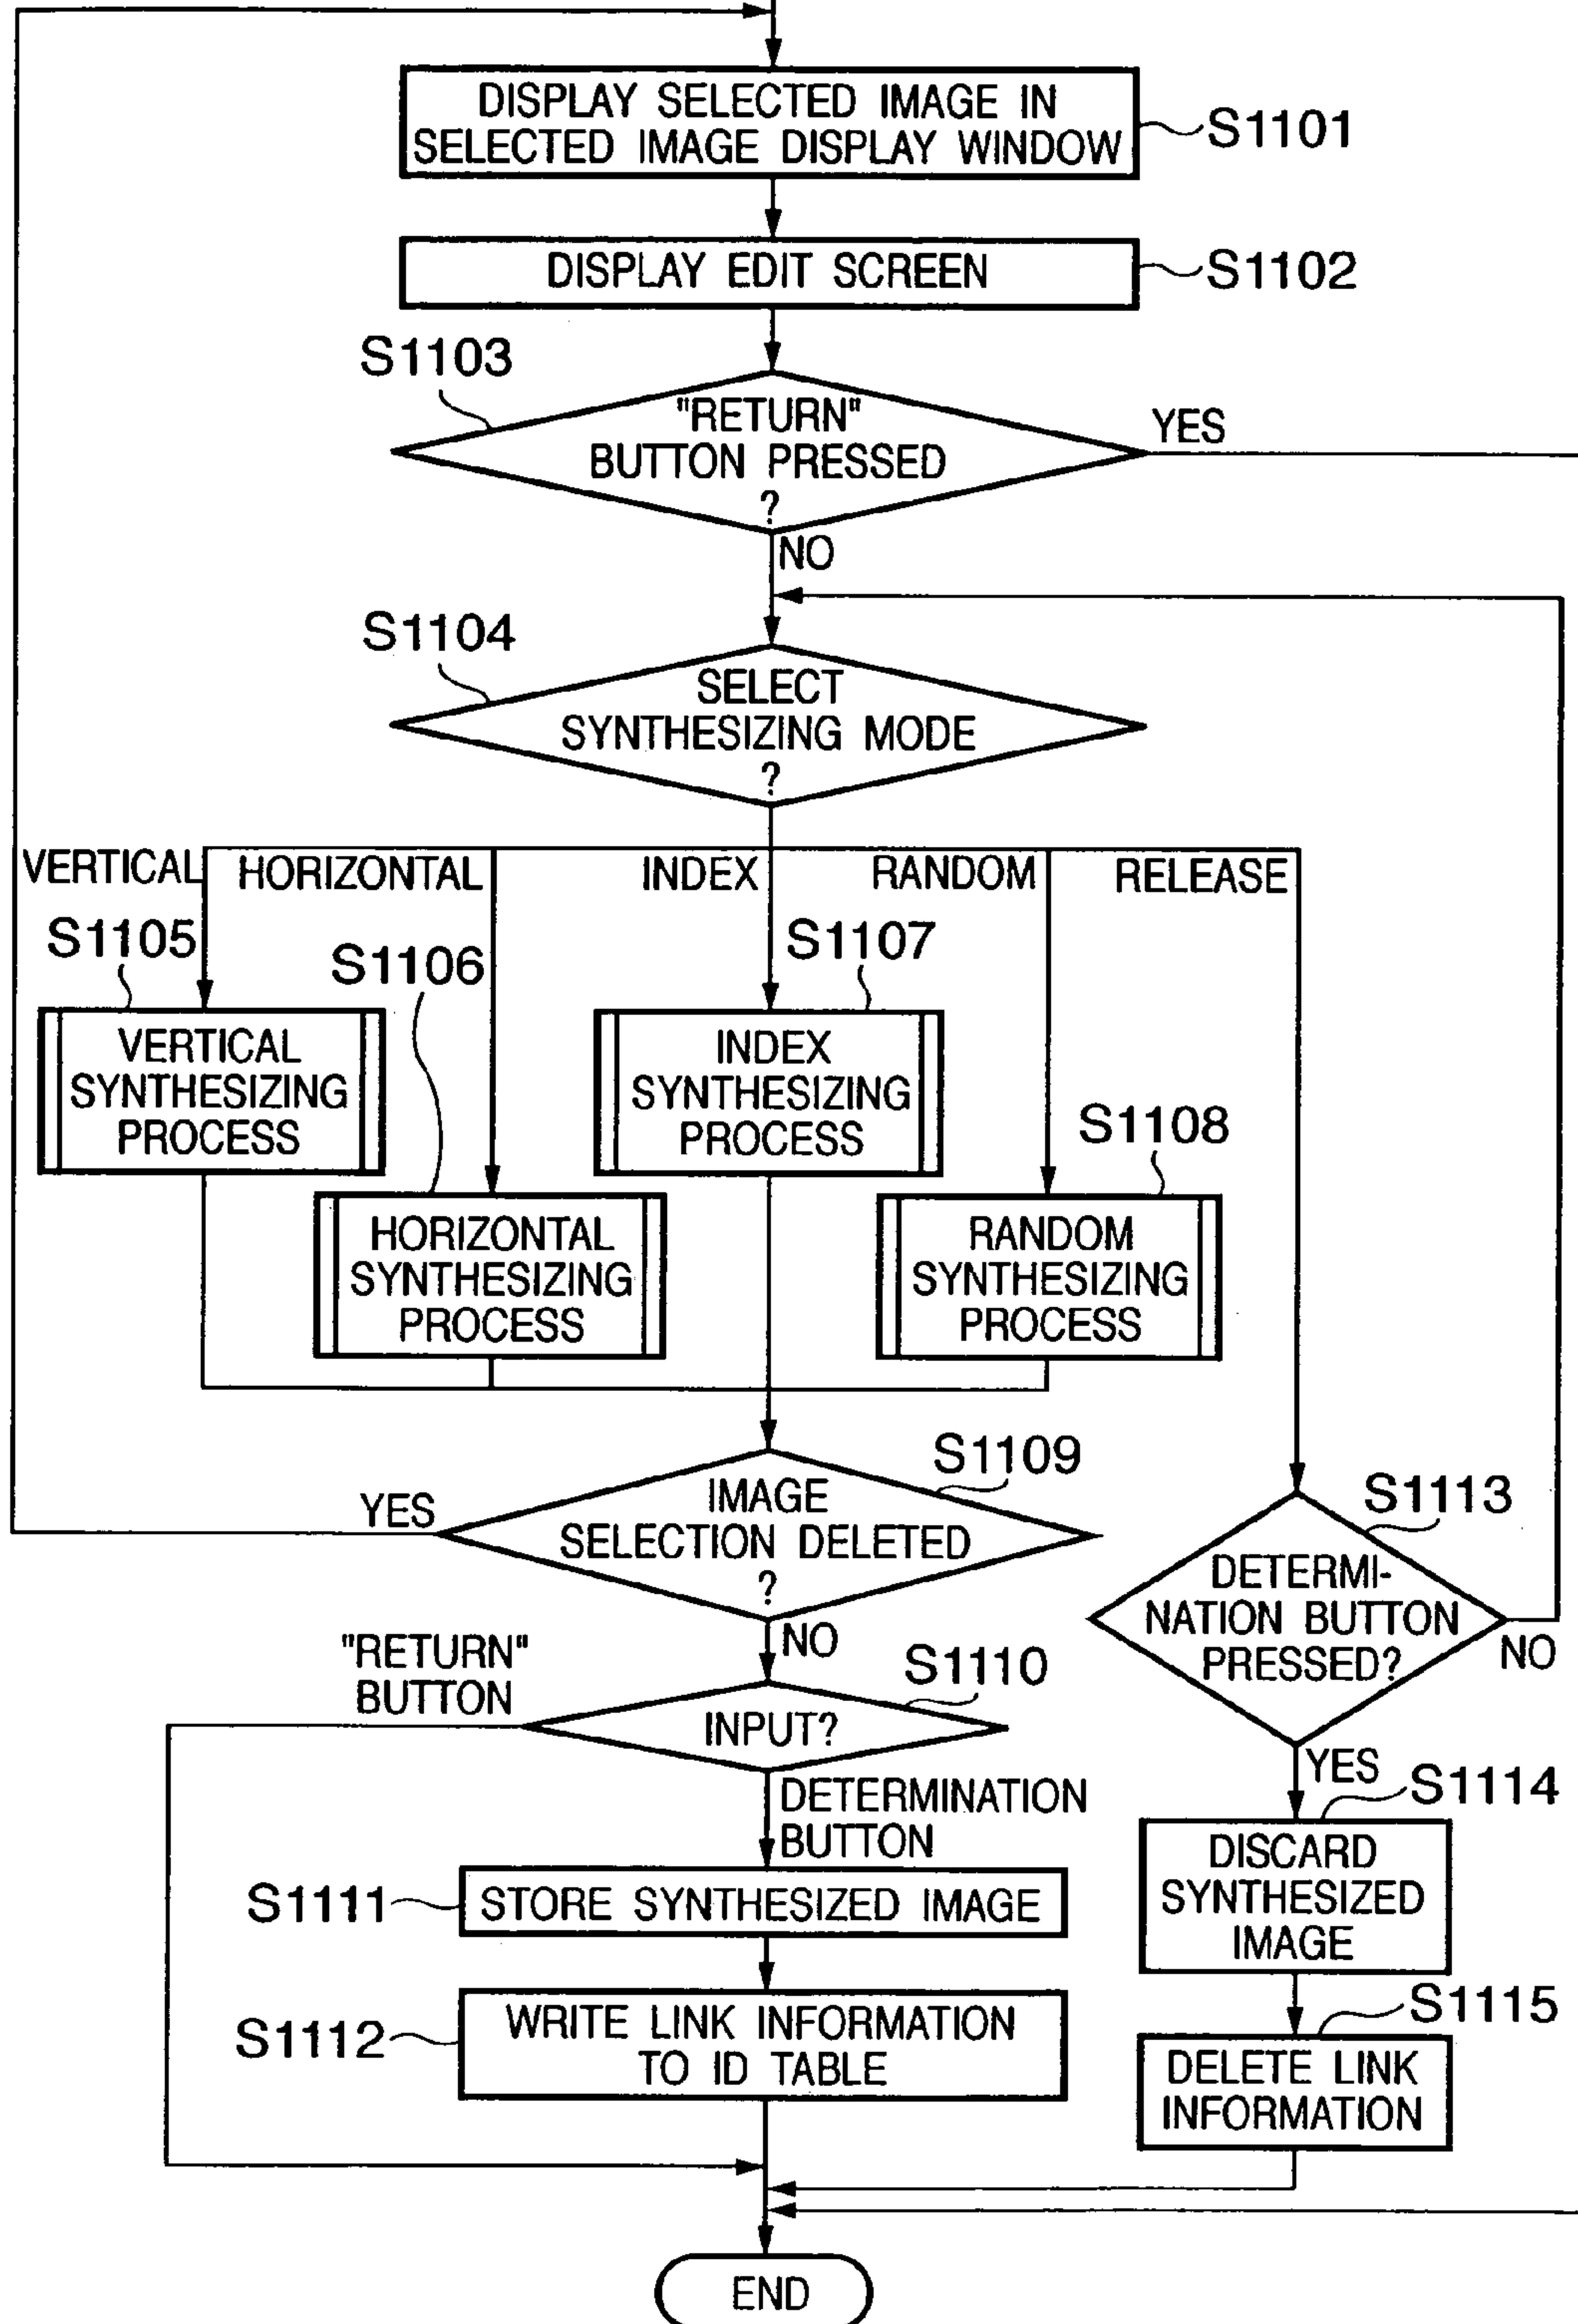 DISPLAY SELECTED IMAGE IN
SELECTED IMAGE DISPLAY WINDOW
S1101
DISPLAY EDIT SCREEN
S1102
S1103
"RETURN"
BUTTON PRESSED
?
YES
NO
S1104
SELECT
SYNTHESIZING MODE
?
VERTICAL
HORIZONTAL
INDEX
RANDOM
RELEASE
S1105
S1106
S1107
VERTICAL
SYNTHESIZING
PROCESS
INDEX
SYNTHESIZING
PROCESS
S1108
HORIZONTAL
SYNTHESIZING
PROCESS
RANDOM
SYNTHESIZING
PROCESS
S1109
YES
IMAGE
SELECTION DELETED
?
S1113
DETERMI-
NATION BUTTON
PRESSED?
NO
NO
"RETURN"
BUTTON
S1110
INPUT?
YES
S1114
DETERMINATION
BUTTON
DISCARD
SYNTHESIZED
IMAGE
S1111
STORE SYNTHESIZED IMAGE
S1112
WRITE LINK INFORMATION
TO ID TABLE
S1115
DELETE LINK
INFORMATION
END